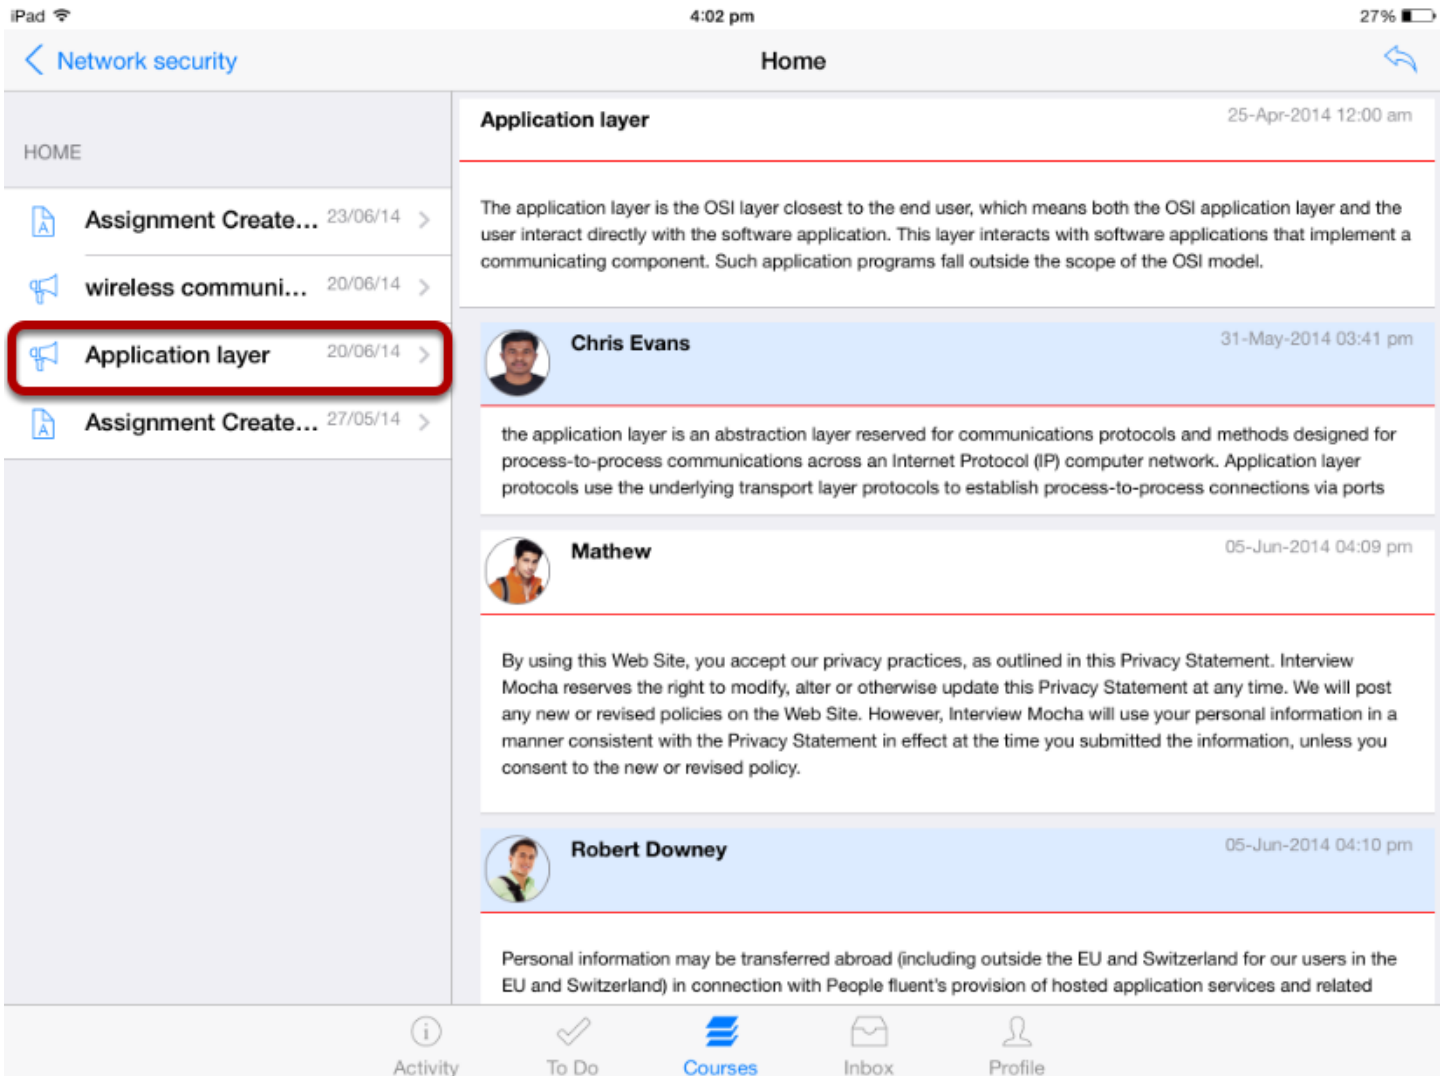 iPad 4:02 pm 27%
Network security Home
HOME
Assignment Create... 23/06/14
wireless communi... 20/06/14
Application layer 20/06/14
Assignment Create... 27/05/14
Application layer 25-Apr-2014 12:00 am
The application layer is the OSI layer closest to the end user, which means both the OSI application layer and the
user interact directly with the software application. This layer interacts with software applications that implement a
communicating component. Such application programs fall outside the scope of the OSI model.
Chris Evans 31-May-2014 03:41 pm
the application layer is an abstraction layer reserved for communications protocols and methods designed for
process-to-process communications across an Internet Protocol (IP) computer network. Application layer
protocols use the underlying transport layer protocols to establish process-to-process connections via ports
Mathew 05-Jun-2014 04:09 pm
By using this Web Site, you accept our privacy practices, as outlined in this Privacy Statement. Interview
Mocha reserves the right to modify, alter or otherwise update this Privacy Statement at any time. We will post
any new or revised policies on the Web Site. However, Interview Mocha will use your personal information in a
manner consistent with the Privacy Statement in effect at the time you submitted the information, unless you
consent to the new or revised policy.
Robert Downey 05-Jun-2014 04:10 pm
Personal information may be transferred abroad (including outside the EU and Switzerland for our users in the
EU and Switzerland) in connection with People fluent's provision of hosted application services and related
Activity To Do Courses Inbox Profile